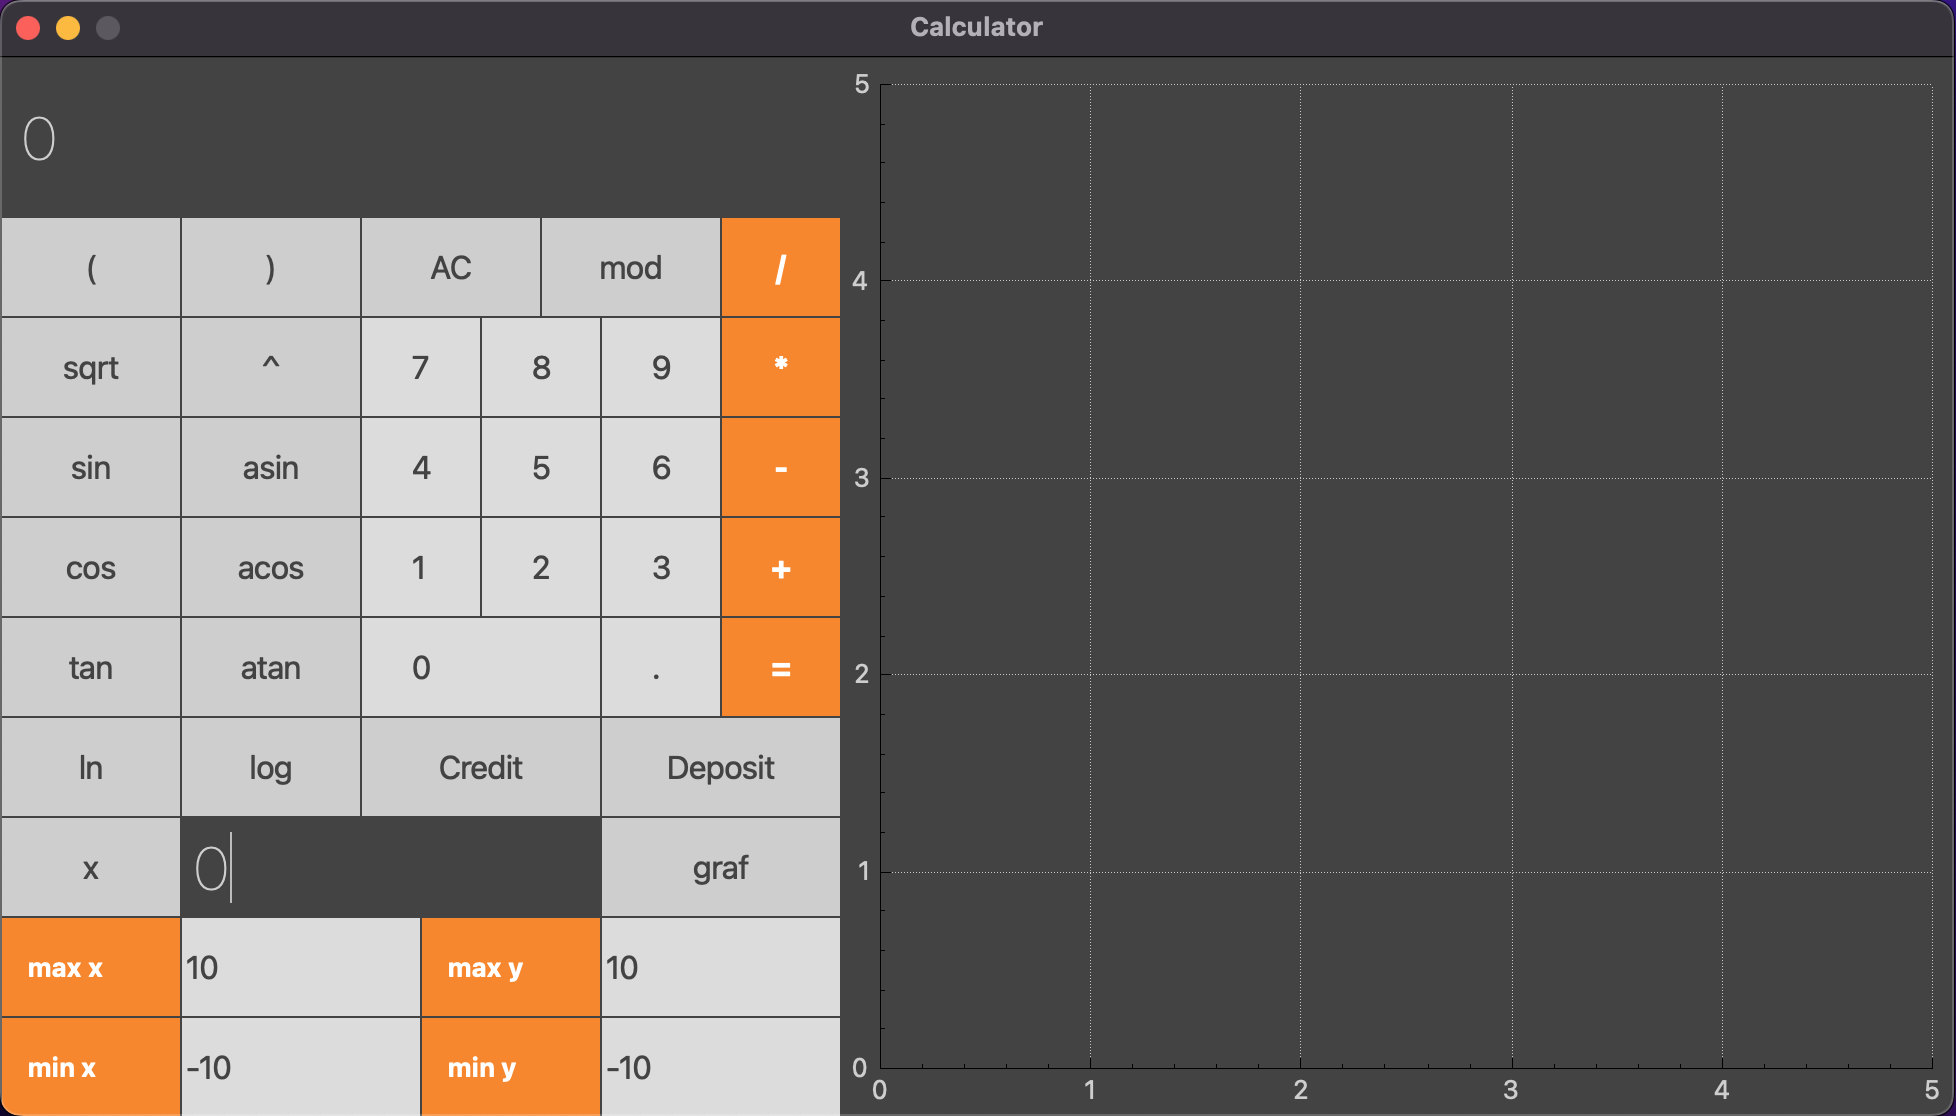 Calculator
0
( ) AC mod /
sqrt ^ 7 8 9 *
sin asin 4 5 6 -
cos acos 1 2 3 +
tan atan 0 . =
ln log Credit Deposit
x 0 graf
max x 10 max y 10
min x -10 min y -10
5
4
3
2
1
0
0 1 2 3 4 5